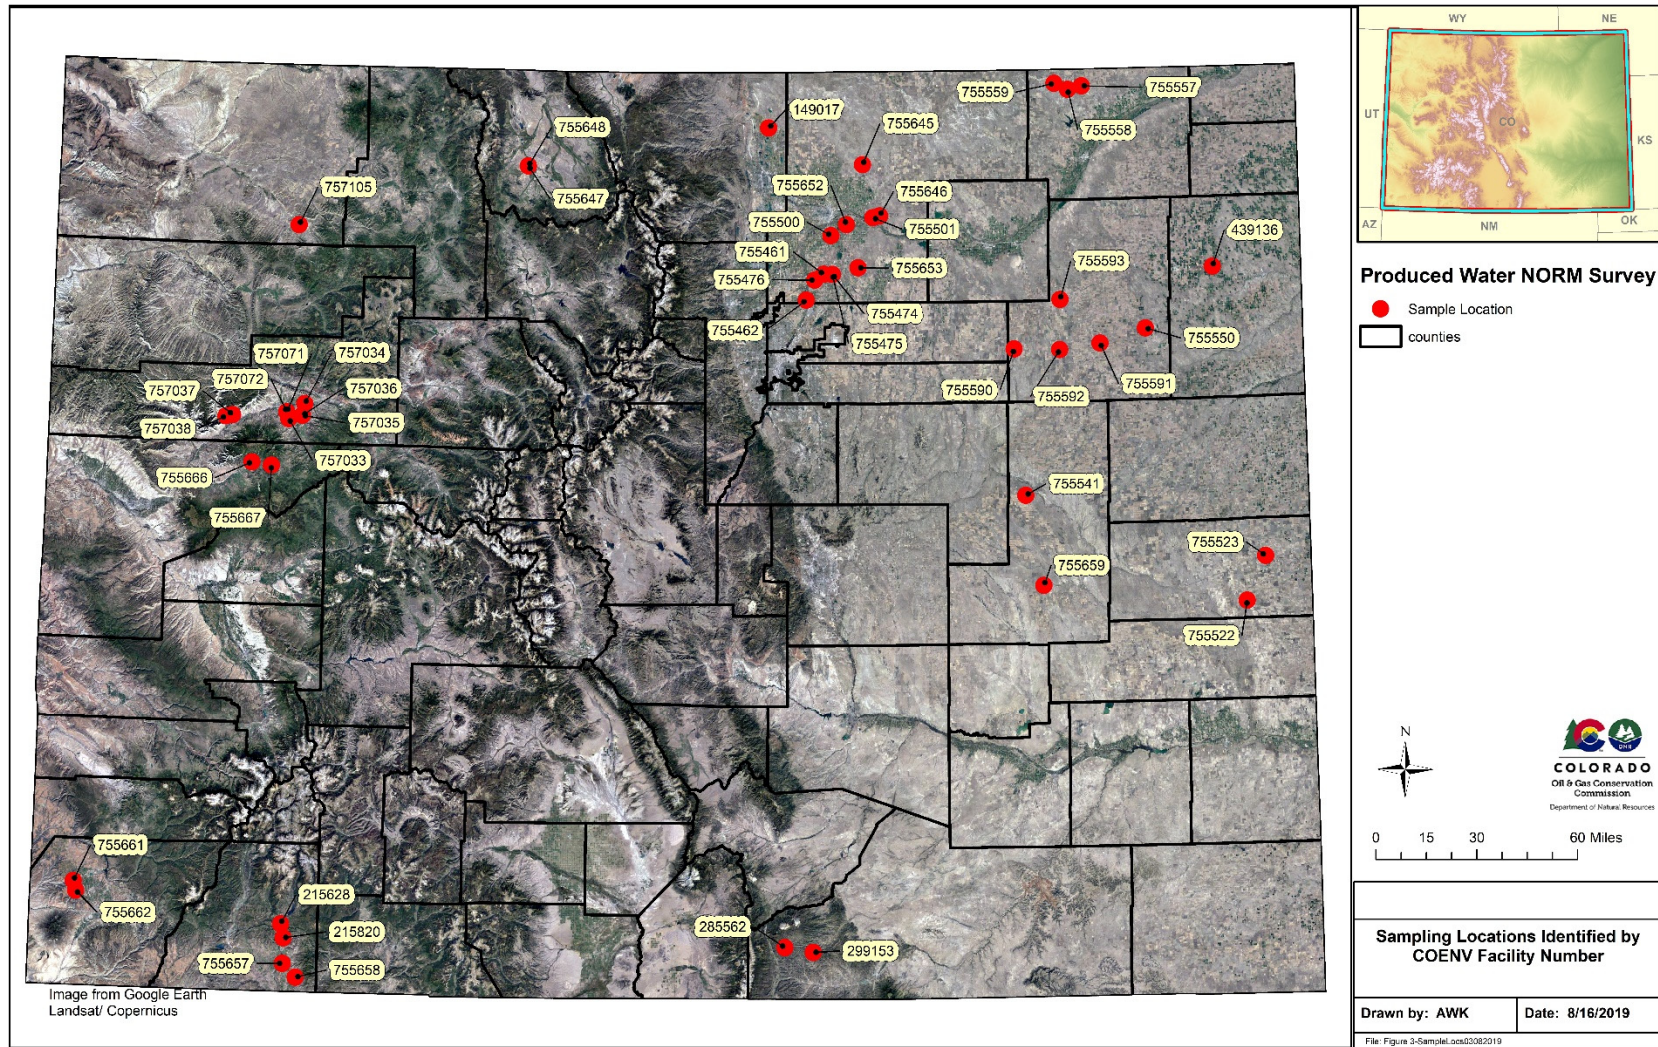 755559
755557
149017
755645
755558
755648
757105
755652
755646
755647
755500
755501
439136
755461
755593
755653
755476
755474
755462
755550
757071
757034
755475
757072
757036
757037
755590
755591
755592
757038
757035
757033
755666
755541
755667
755523
755659
755522
755661
215628
755662
215820
285562
299153
755657
755658
Image from Google Earth
Landsat/ Copernicus
WY
NE
UT
CO
KS
AZ
NM
OK
Produced Water NORM Survey
Sample Location
counties
N
DNR
COLORADO
Oil & Gas Conservation
Commission
Department of Natural Resources
0 15 30 60 Miles
Sampling Locations Identified by
COENV Facility Number
Drawn by: AWK
Date: 8/16/2019
File: Figure 3-SampleLocs03082019